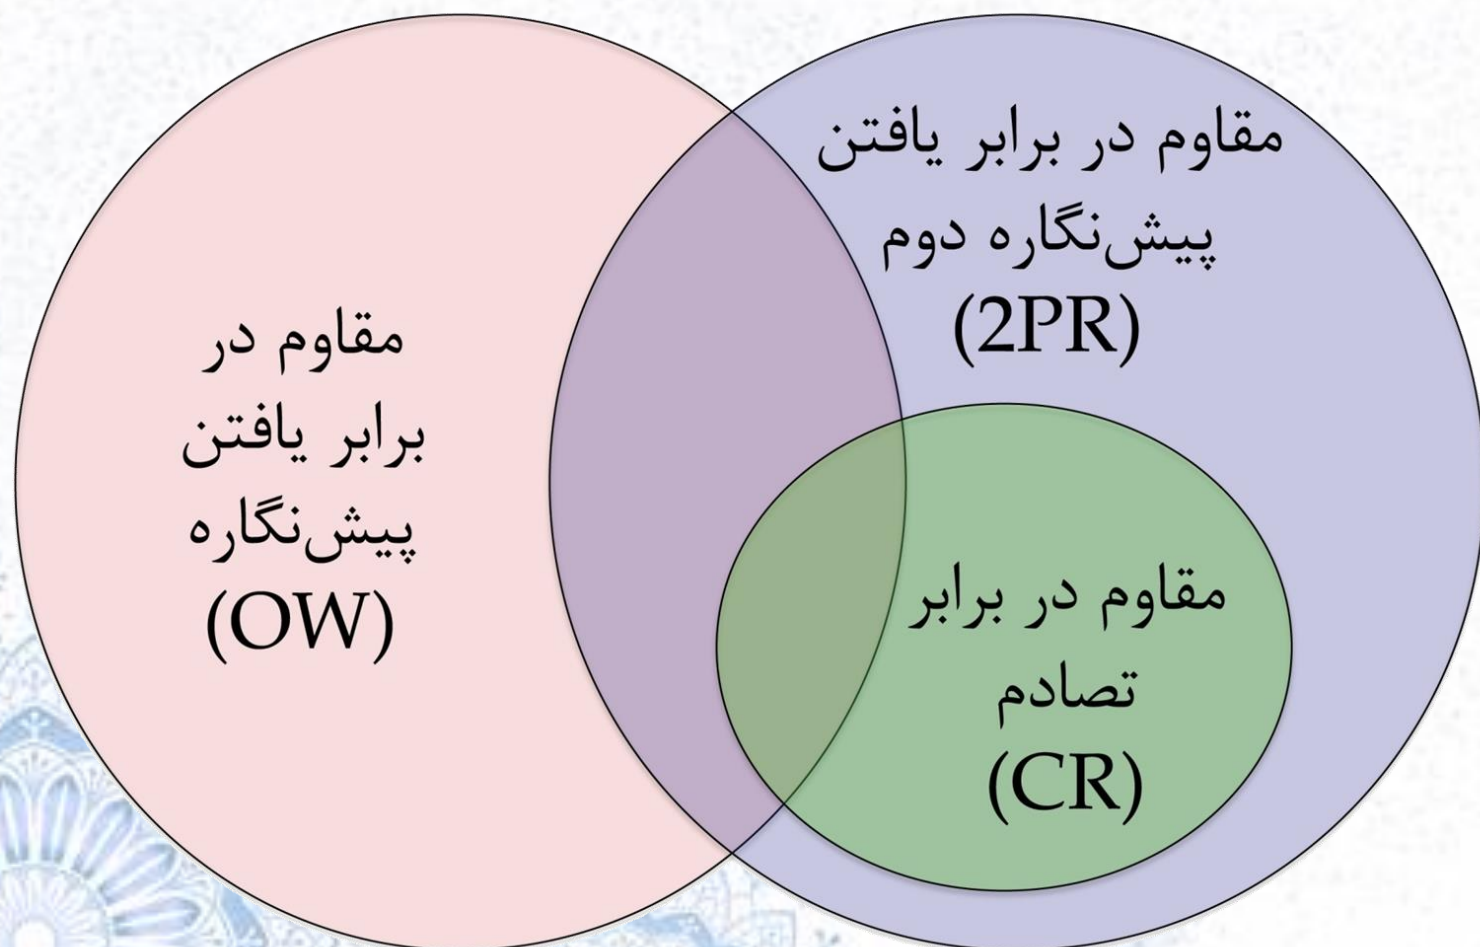 مقاوم در برابر یافتن
پیش‌نگاره دوم
(2PR)
مقاوم در
برابر یافتن
پیش‌نگاره
(OW)
مقاوم در برابر
تصادم
(CR)